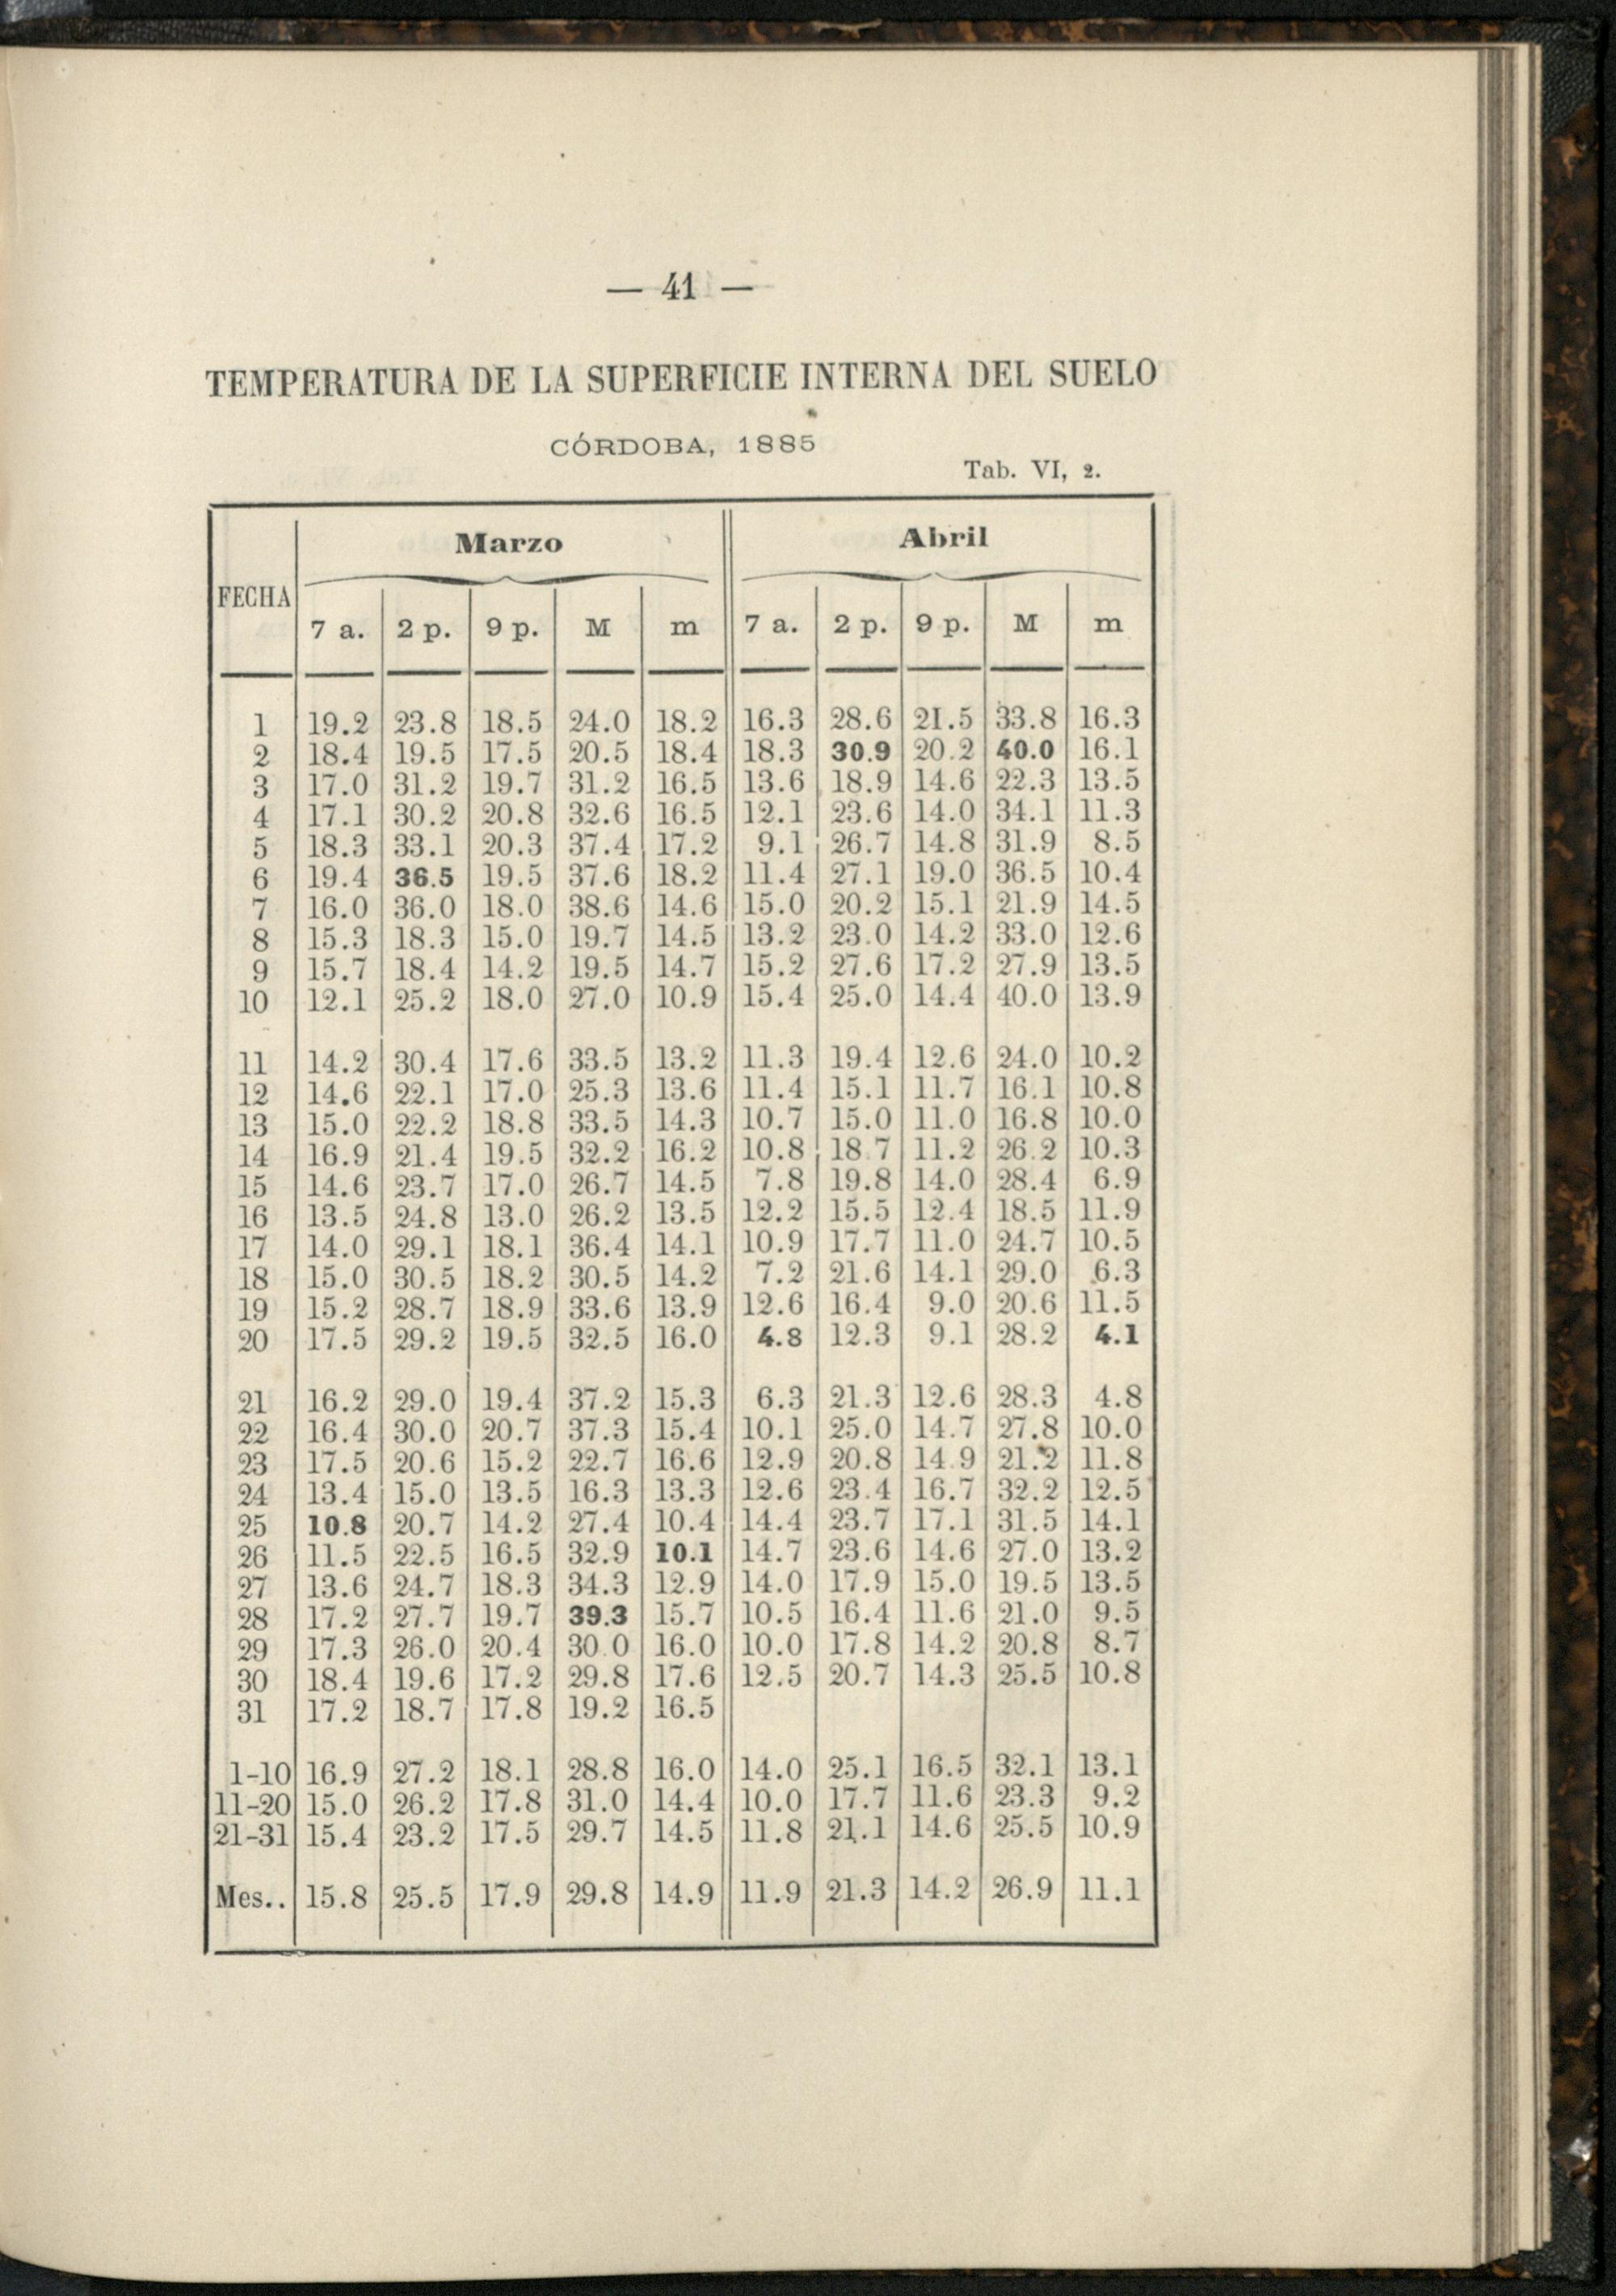 — 41 —
TEMPERATURA DE LA SUPERFICIE INTERNA DEL SUELO
CÓRDOBA, 1885
Tab. VI, 2.
Marzo Abril
FECHA
7 a. 2 p. 9 p. M m 7 a. 2 p. 9 p. M m
1 19.2 23.8 18.5 24.0 18.2 16.3 28.6 21.5 33.8 16.3
2 18.4 19.5 17.5 20.5 18.4 18.3 30.9 20.2 40.0 16.1
3 17.0 31.2 19.7 31.2 16.5 13.6 18.9 14.6 22.3 13.5
4 17.1 30.2 20.8 32.6 16.5 12.1 23.6 14.0 34.1 11.3
5 18.3 33.1 20.3 37.4 17.2 9.1 26.7 14.8 31.9 8.5
6 19.4 36.5 19.5 37.6 18.2 11.4 27.1 19.0 36.5 10.4
7 16.0 36.0 18.0 38.6 14.6 15.0 20.2 15.1 21.9 14.5
8 15.3 18.3 15.0 19.7 14.5 13.2 23.0 14.2 33.0 12.6
9 15.7 18.4 14.2 19.5 14.7 15.2 27.6 17.2 27.9 13.5
10 12.1 25.2 18.0 27.0 10.9 15.4 25.0 14.4 40.0 13.9
11 14.2 30.4 17.6 33.5 13.2 11.3 19.4 12.6 24.0 10.2
12 14.6 22.1 17.0 25.3 13.6 11.4 15.1 11.7 16.1 10.8
13 15.0 22.2 18.8 33.5 14.3 10.7 15.0 11.0 16.8 10.0
14 16.9 21.4 19.5 32.2 16.2 10.8 18.7 11.2 26.2 10.3
15 14.6 23.7 17.0 26.7 14.5 7.8 19.8 14.0 28.4 6.9
16 13.5 24.8 13.0 26.2 13.5 12.2 15.5 12.4 18.5 11.9
17 14.0 29.1 18.1 36.4 14.1 10.9 17.7 11.0 24.7 10.5
18 15.0 30.5 18.2 30.5 14.2 7.2 21.6 14.1 29.0 6.3
19 15.2 28.7 18.9 33.6 13.9 12.6 16.4 9.0 20.6 11.5
20 17.5 29.2 19.5 32.5 16.0 4.8 12.3 9.1 28.2 4.1
21 16.2 29.0 19.4 37.2 15.3 6.3 21.3 12.6 28.3 4.8
22 16.4 30.0 20.7 37.3 15.4 10.1 25.0 14.7 27.8 10.0
23 17.5 20.6 15.2 22.7 16.6 12.9 20.8 14.9 21.2 11.8
24 13.4 15.0 13.5 16.3 13.3 12.6 23.4 16.7 32.2 12.5
25 10.8 20.7 14.2 27.4 10.4 14.4 23.7 17.1 31.5 14.1
26 11.5 22.5 16.5 32.9 10.1 14.7 23.6 14.6 27.0 13.2
27 13.6 24.7 18.3 34.3 12.9 14.0 17.9 15.0 19.5 13.5
28 17.2 27.7 19.7 39.3 15.7 10.5 16.4 11.6 21.0 9.5
29 17.3 26.0 20.4 30.0 16.0 10.0 17.8 14.2 20.8 8.7
30 18.4 19.6 17.2 29.8 17.6 12.5 20.7 14.3 25.5 10.8
31 17.2 18.7 17.8 19.2 16.5
1-10 16.9 27.2 18.1 28.8 16.0 14.0 25.1 16.5 32.1 13.1
11-20 15.0 26.2 17.8 31.0 14.4 10.0 17.7 11.6 23.3 9.2
21-31 15.4 23.2 17.5 29.7 14.5 11.8 21.1 14.6 25.5 10.9
Mes.. 15.8 25.5 17.9 29.8 14.9 11.9 21.3 14.2 26.9 11.1